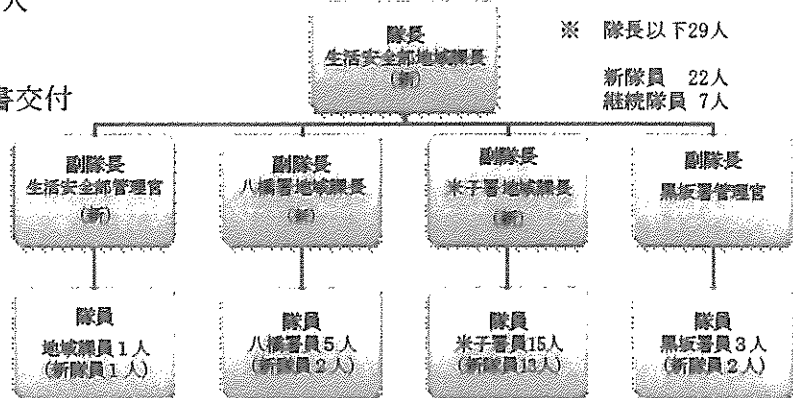 人
書交付
※ 隊長以下29人
新隊員 22人
継続隊員 7人
隊長
生活安全部地域課長
(新)
副隊長
生活安全部管理官
(新)
副隊長
八橋署地域課長
(新)
副隊長
米子署地域課長
(新)
副隊長
黒坂署管理官
隊員
地域課員1人
(新隊員1人)
隊員
八橋署員5人
(新隊員2人)
隊員
米子署員15人
(新隊員13人)
隊員
黒坂署員3人
(新隊員2人)